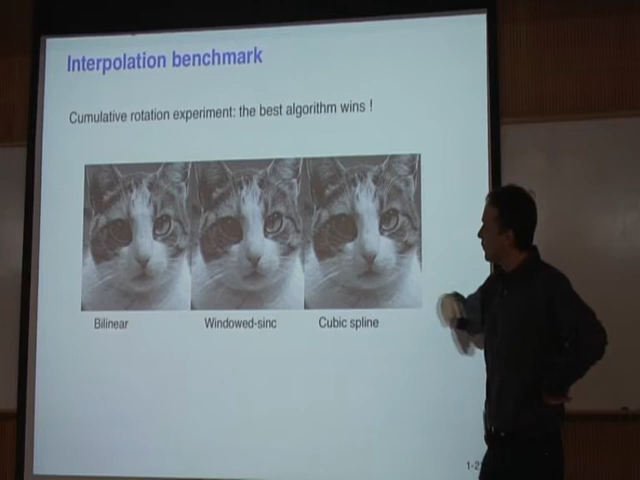 Interpolation benchmark
Cumulative rotation experiment: the best algorithm wins !
Bilinear
Windowed-sinc
Cubic spline